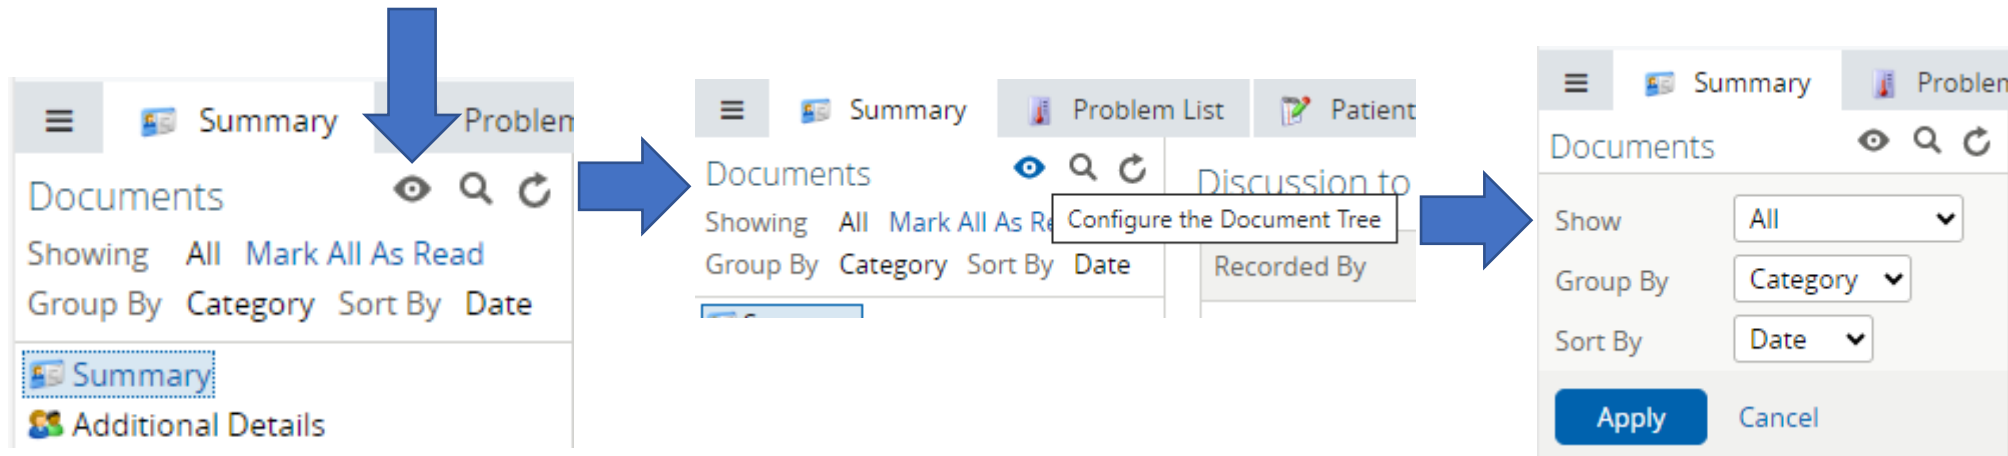 Summary Problem
Documents
Showing All Mark All As Read
Group By Category Sort By Date
Summary
Additional Details
Summary Problem List Patient
Documents
Discussion to
Showing All Mark All As Re
Configure the Document Tree
Group By Category Sort By Date
Recorded By
Summary Problem
Documents
Show All
Group By Category
Sort By Date
Apply Cancel